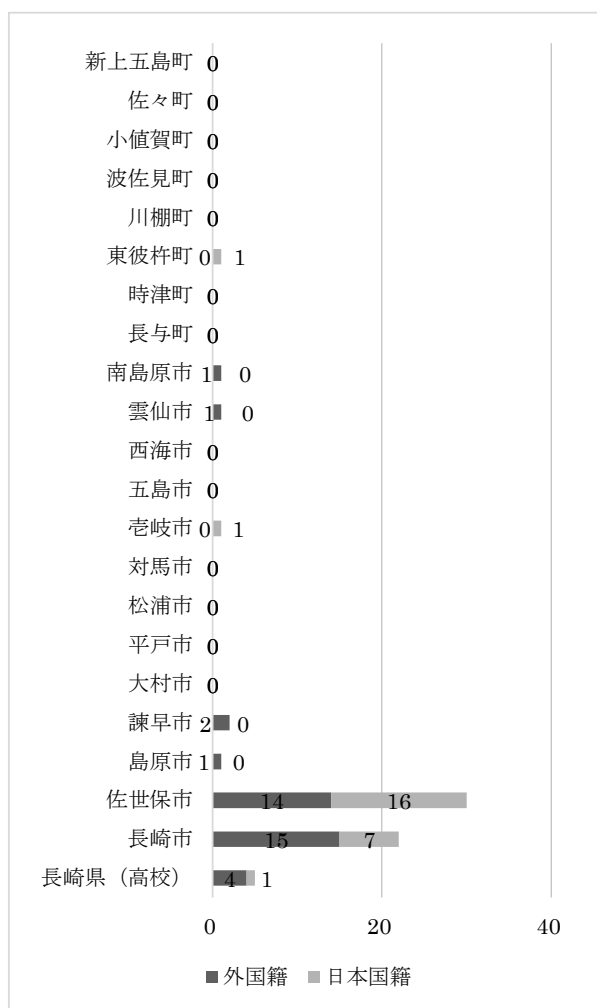 新上五島町 0
佐々町 0
小値賀町 0
波佐見町 0
川棚町 0
東彼杵町 0 1
時津町 0
長与町 0
南島原市 1 0
雲仙市 1 0
西海市 0
五島市 0
壱岐市 0 1
対馬市 0
松浦市 0
平戸市 0
大村市 0
諫早市 2 0
島原市 1 0
佐世保市 14 16
長崎市 15 7
長崎県（高校） 4 1
0 20 40
外国籍 日本国籍